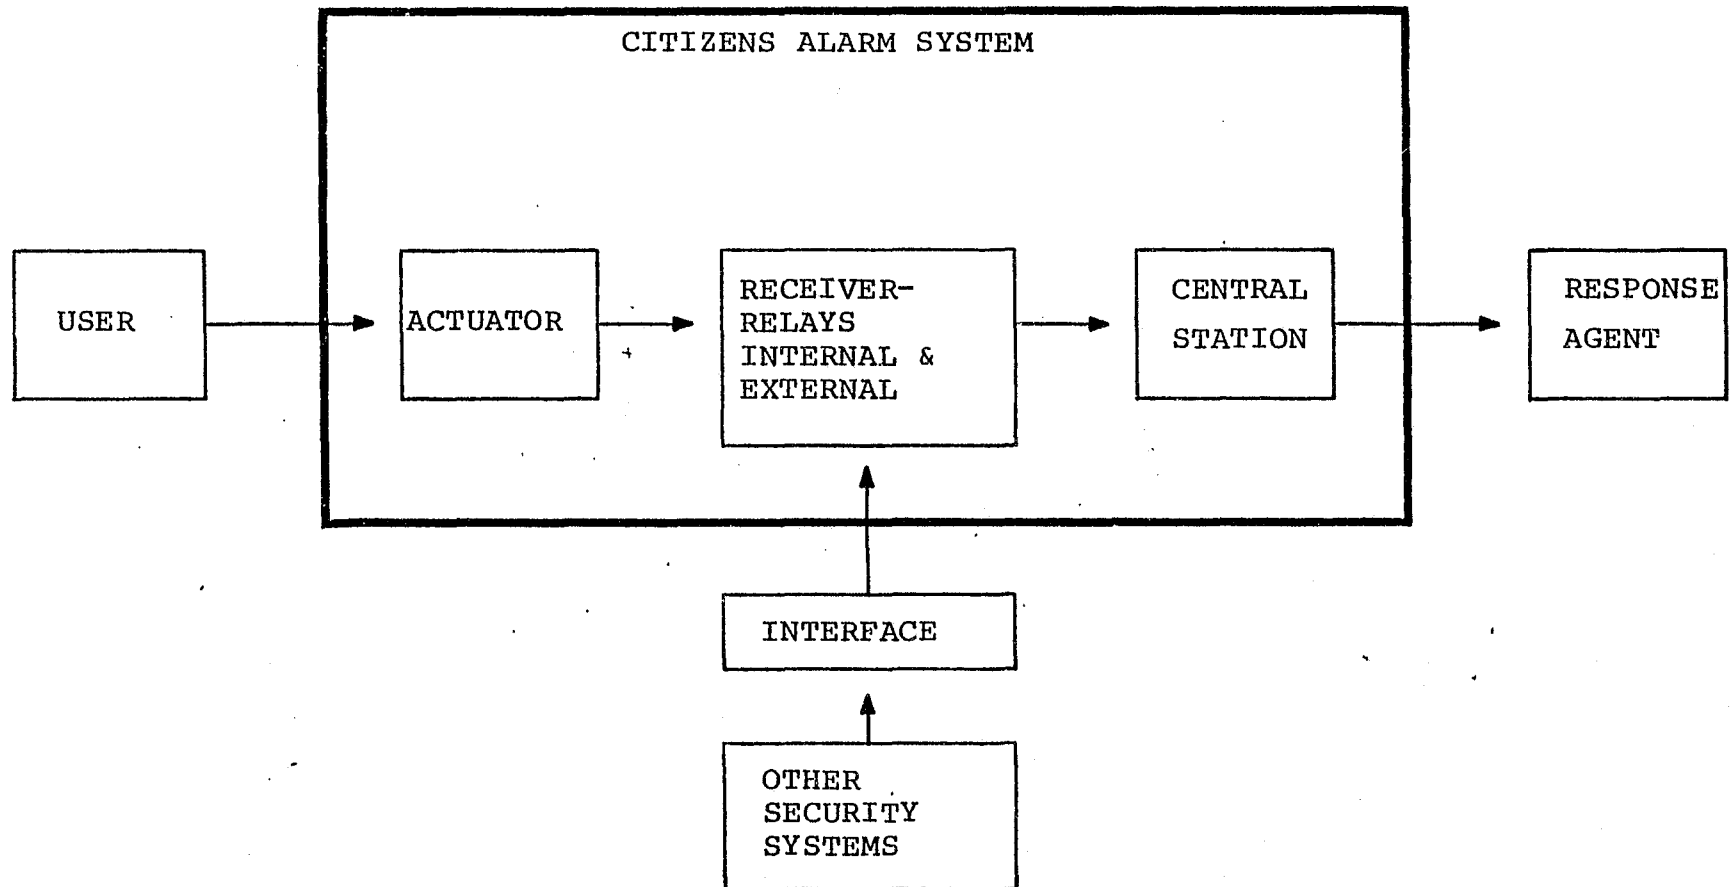 CITIZENS ALARM SYSTEM
USER
ACTUATOR
RECEIVER-
RELAYS
INTERNAL &
EXTERNAL
CENTRAL
STATION
RESPONSE
AGENT
INTERFACE
OTHER
SECURITY
SYSTEMS